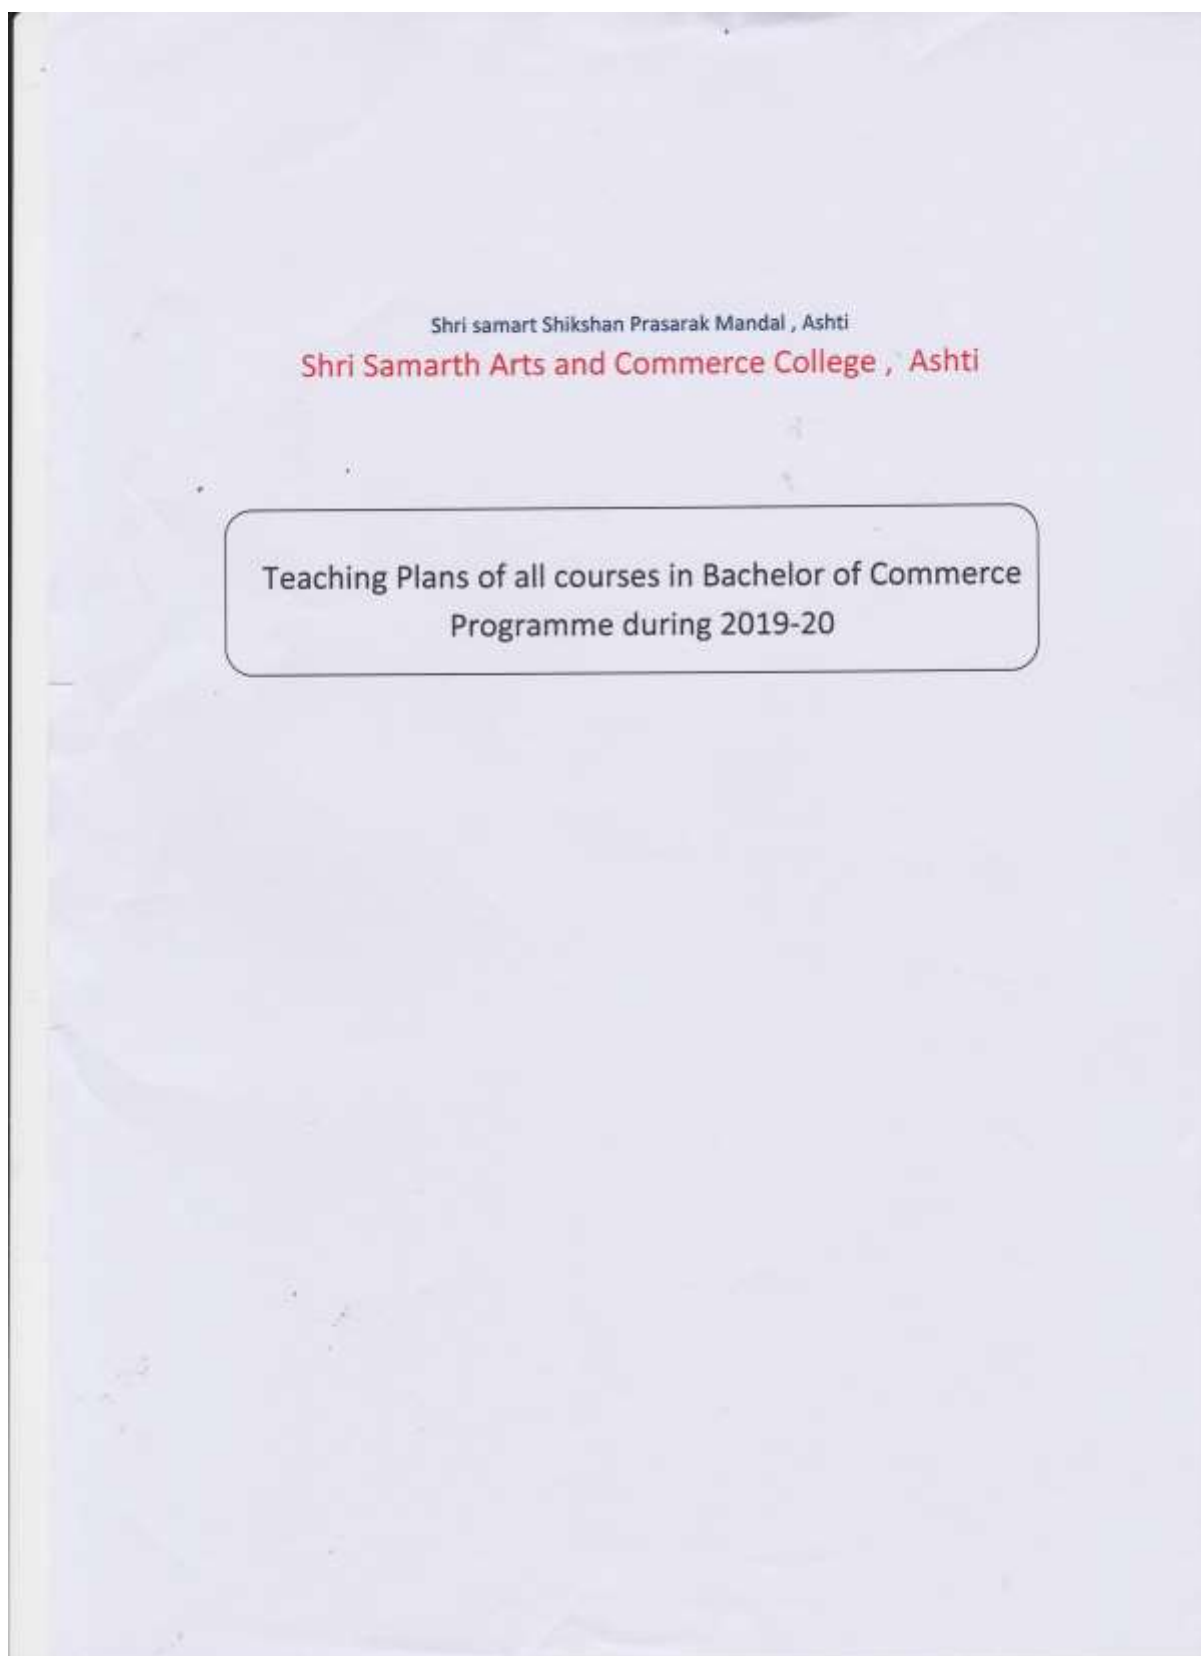 Shri samart Shikshan Prasarak Mandal , Ashti
Shri Samarth Arts and Commerce College , Ashti
Teaching Plans of all courses in Bachelor of Commerce
Programme during 2019-20